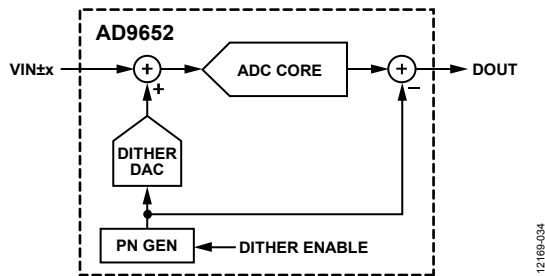 AD9652
VIN±x
+
+
ADC CORE
+
−
DOUT
DITHER
DAC
PN GEN
DITHER ENABLE
12169-034